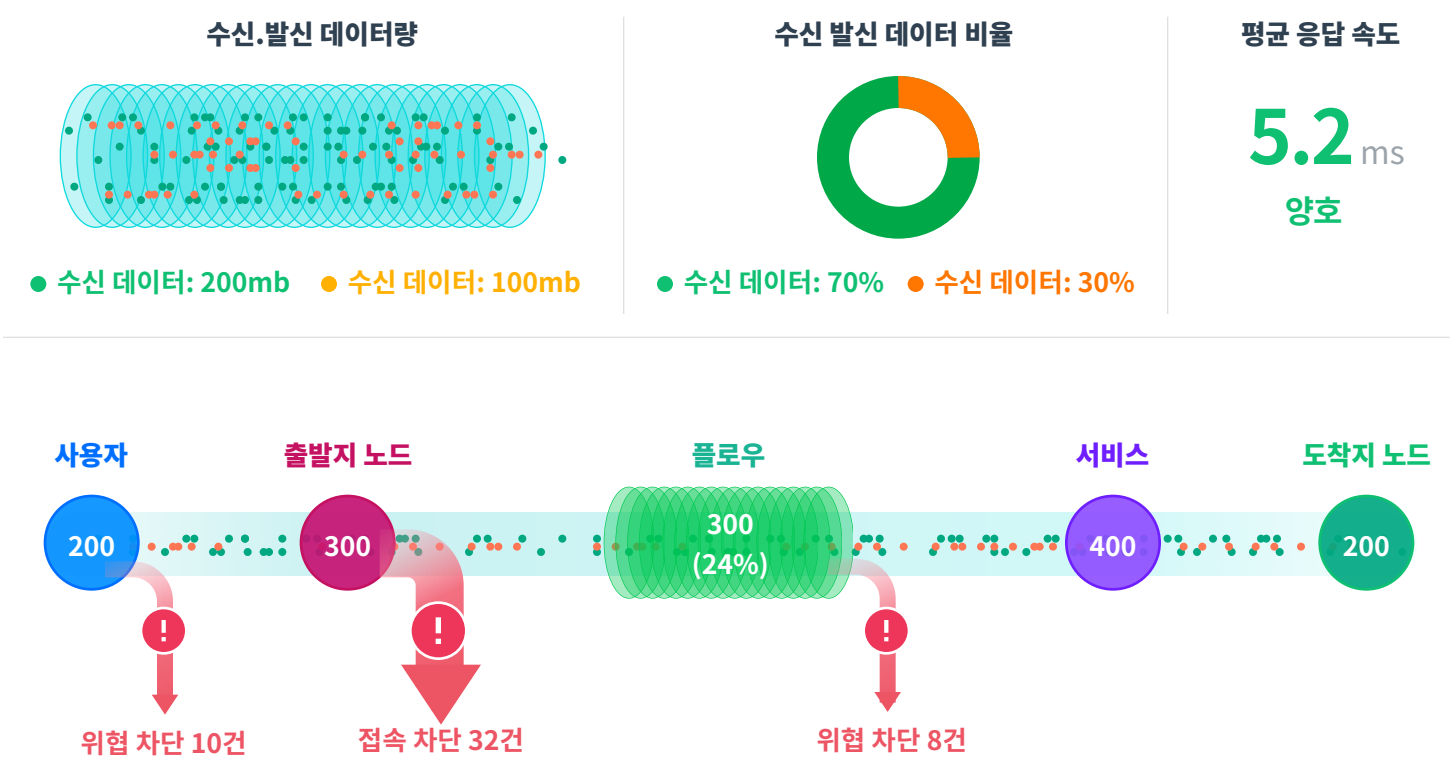 수신.발신 데이터량
수신 발신 데이터 비율
평균 응답 속도
5.2 ms
양호
수신 데이터: 200mb
수신 데이터: 100mb
수신 데이터: 70%
수신 데이터: 30%
사용자
출발지 노드
플로우
서비스
도착지 노드
200
300
300
(24%)
400
200
!
!
!
위협 차단 10건
접속 차단 32건
위협 차단 8건